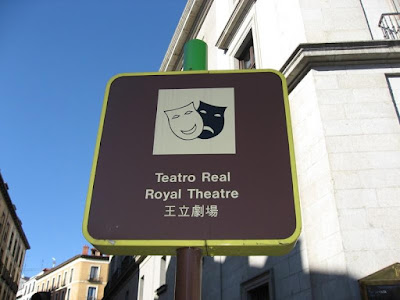 Teatro Real
Royal Theatre
王立劇場